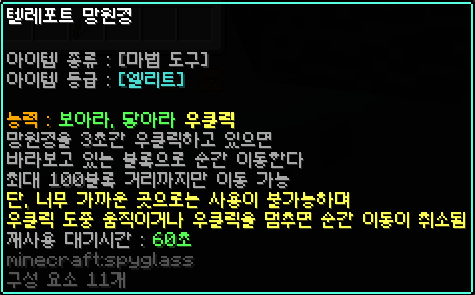 텔레포트 망원경
아이템 종류 : [마법 도구]
아이템 등급 : [엘리트]
능력 : 보아라, 닿아라 우클릭
망원경을 3초간 우클릭하고 있으면
바라보고 있는 블록으로 순간 이동한다
최대 100블록 거리까지만 이동 가능
단, 너무 가까운 곳으로는 사용이 불가능하며
우클릭 도중 움직이거나 우클릭을 멈추면 순간 이동이 취소됨
재사용 대기시간 : 60초
minecraft:spyglass
구성 요소 11개